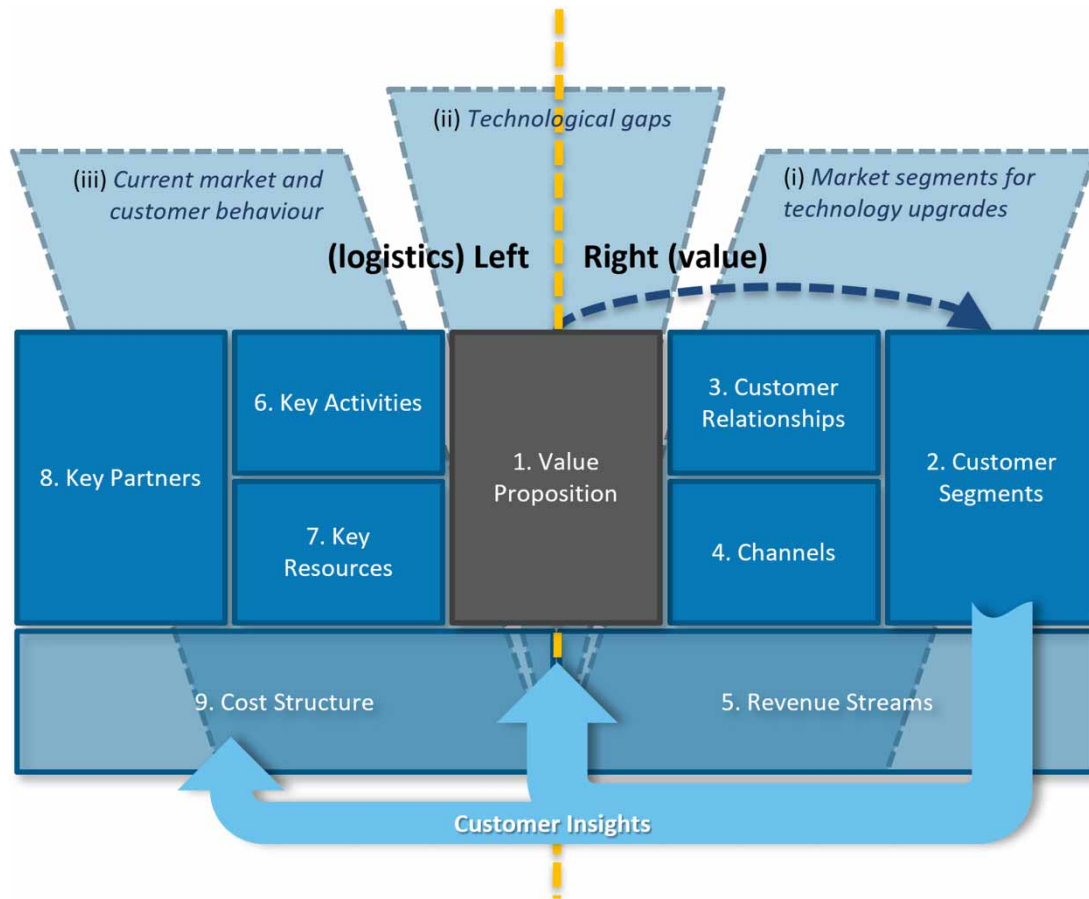 (ii) Technological gaps
(iii) Current market and
customer behaviour
(i) Market segments for
technology upgrades
(logistics) Left
Right (value)
8. Key Partners
6. Key Activities
7. Key
Resources
1. Value
Proposition
3. Customer
Relationships
4. Channels
2. Customer
Segments
9. Cost Structure
5. Revenue Streams
Customer Insights